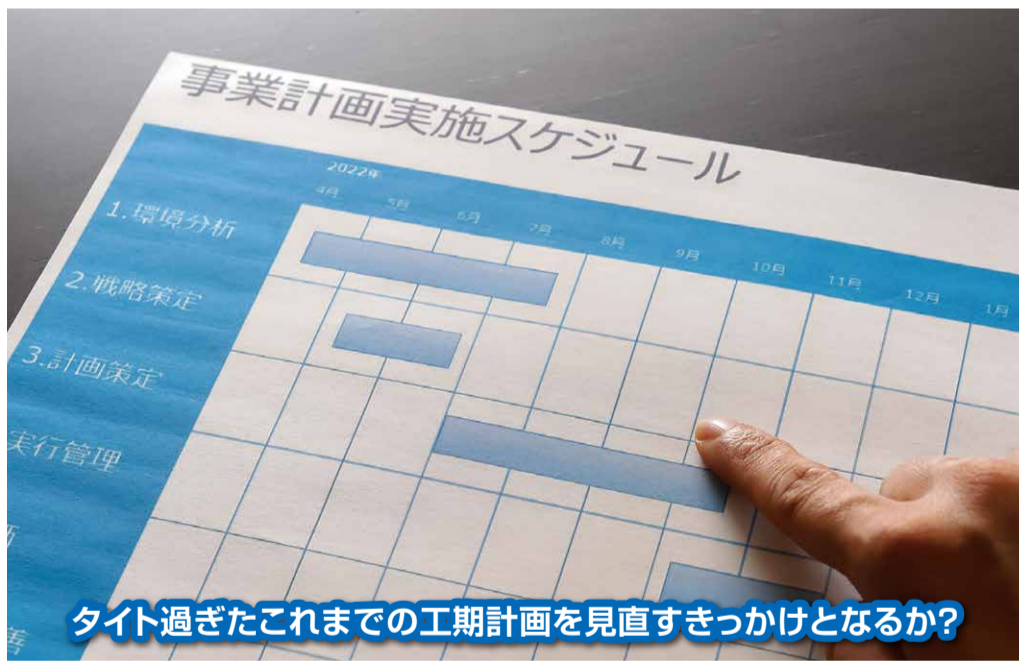 事業計画実施スケジュール
2022年
4月 5月 6月 7月 8月 9月 10月 11月 12月 1月
1.環境分析
2.戦略策定
3.計画策定
実行管理
善
タイト過ぎたこれまでの工期計画を見直すきっかけとなるか?